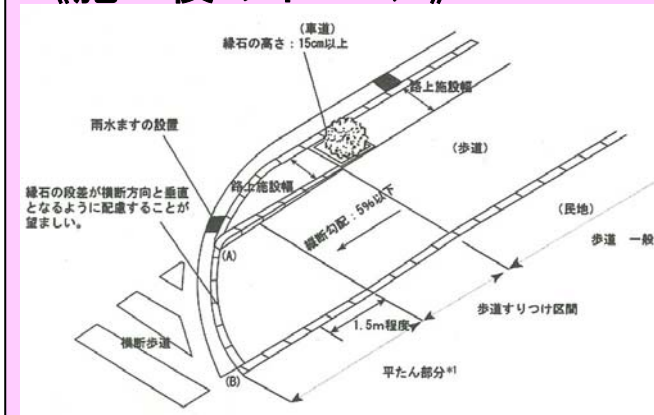 (車道)
縁石の高さ：15cm以上
路上施設幅
雨水ますの設置
(歩道)
縁石の段差が横断方向と垂直
となるように配慮することが
望ましい。
路上施設幅
縦断勾配：5%以下
(民地)
歩道 一般
(A)
歩道すりつけ区間
1.5m程度
横断歩道
平たん部分*1
(B)